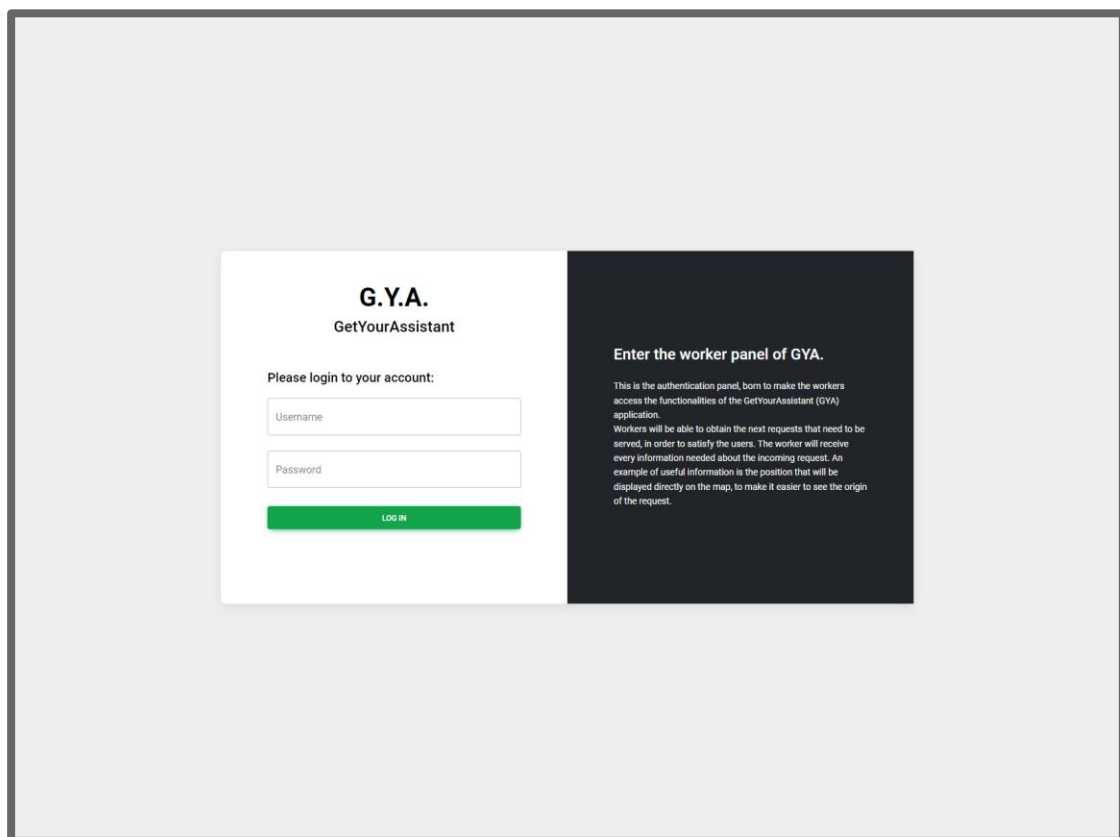 G.Y.A.
GetYourAssistant
Please login to your account:
Username
Password
LOG IN
Enter the worker panel of GYA.
This is the authentication panel, born to make the workers
access the functionalities of the GetYourAssistant (GYA)
application.
Workers will be able to obtain the next requests that need to be
served, in order to satisfy the users. The worker will receive
every information needed about the incoming request. An
example of useful information is the position that will be
displayed directly on the map, to make it easier to see the origin
of the request.